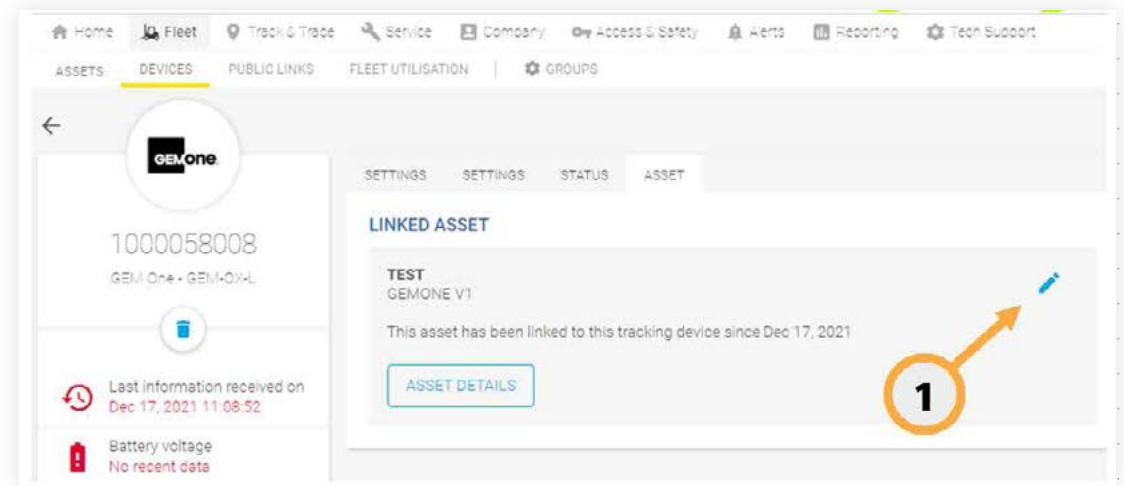 Home Fleet Track & Trace Service Company Access & Safety Alerts Reporting Tech Support
ASSETS DEVICES PUBLIC LINKS FLEET UTILISATION GROUPS
GEMone
SETTINGS SETTINGS STATUS ASSET
LINKED ASSET
1000058008
GEM One - GEM-OX-L
TEST
GEMONE V1
This asset has been linked to this tracking device since Dec 17, 2021
ASSET DETAILS
1
Last information received on
Dec 17, 2021 11:08:52
Battery voltage
No recent data